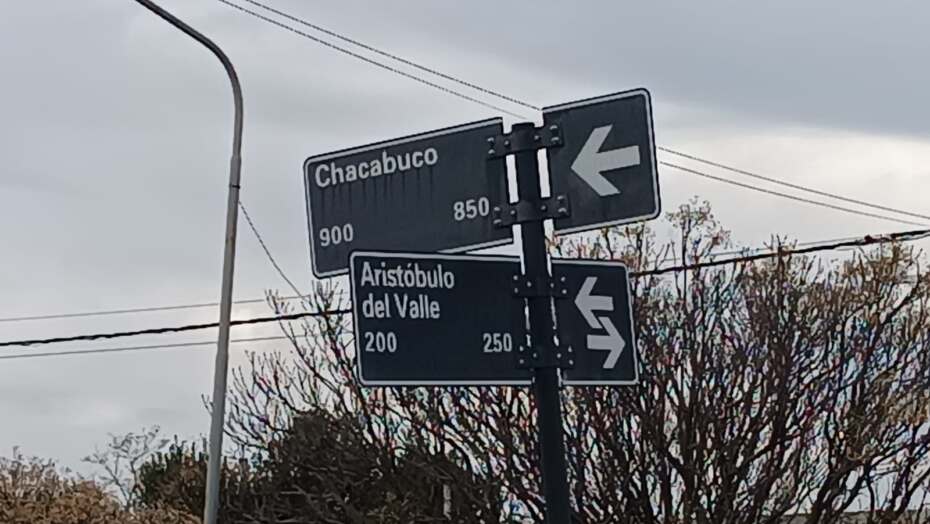 Chacabuco
900 850
Aristóbulo
del Valle
200 250